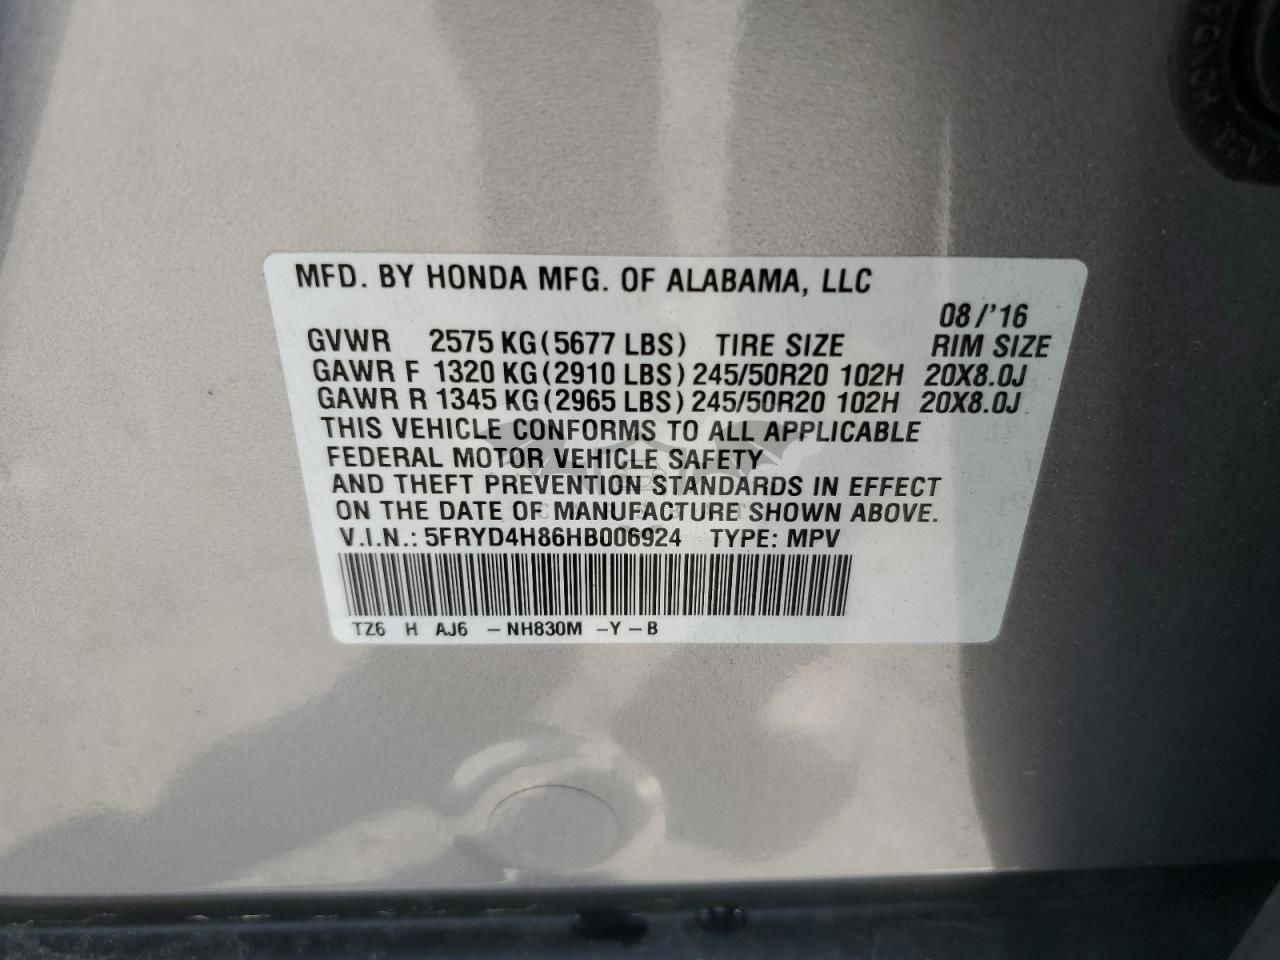 MFD. BY HONDA MFG. OF ALABAMA, LLC
08/'16
GVWR 2575 KG(5677 LBS) TIRE SIZE RIM SIZE
GAWR F 1320 KG(2910 LBS) 245/50R20 102H 20X8.0J
GAWR R 1345 KG(2965 LBS) 245/50R20 102H 20X8.0J
THIS VEHICLE CONFORMS TO ALL APPLICABLE
FEDERAL MOTOR VEHICLE SAFETY
AND THEFT PREVENTION STANDARDS IN EFFECT
ON THE DATE OF MANUFACTURE SHOWN ABOVE.
V.I.N.: 5FRYD4H86HB006924 TYPE: MPV
TZ6 H AJ6 -NH830M -Y-B
HONDA